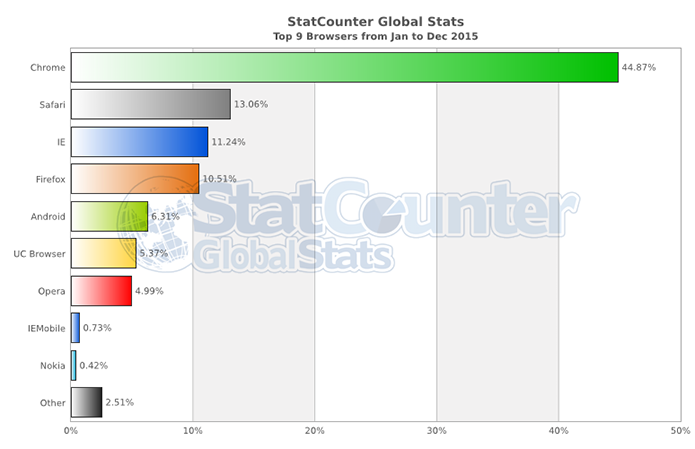 StatCounter Global Stats
Top 9 Browsers from Jan to Dec 2015
Chrome 44.87%
Safari 13.06%
IE 11.24%
Firefox 10.51%
Android 6.31%
UC Browser 5.37%
Opera 4.99%
IEMobile 0.73%
Nokia 0.42%
Other 2.51%
0% 10% 20% 30% 40% 50%
StatCounter
GlobalStats